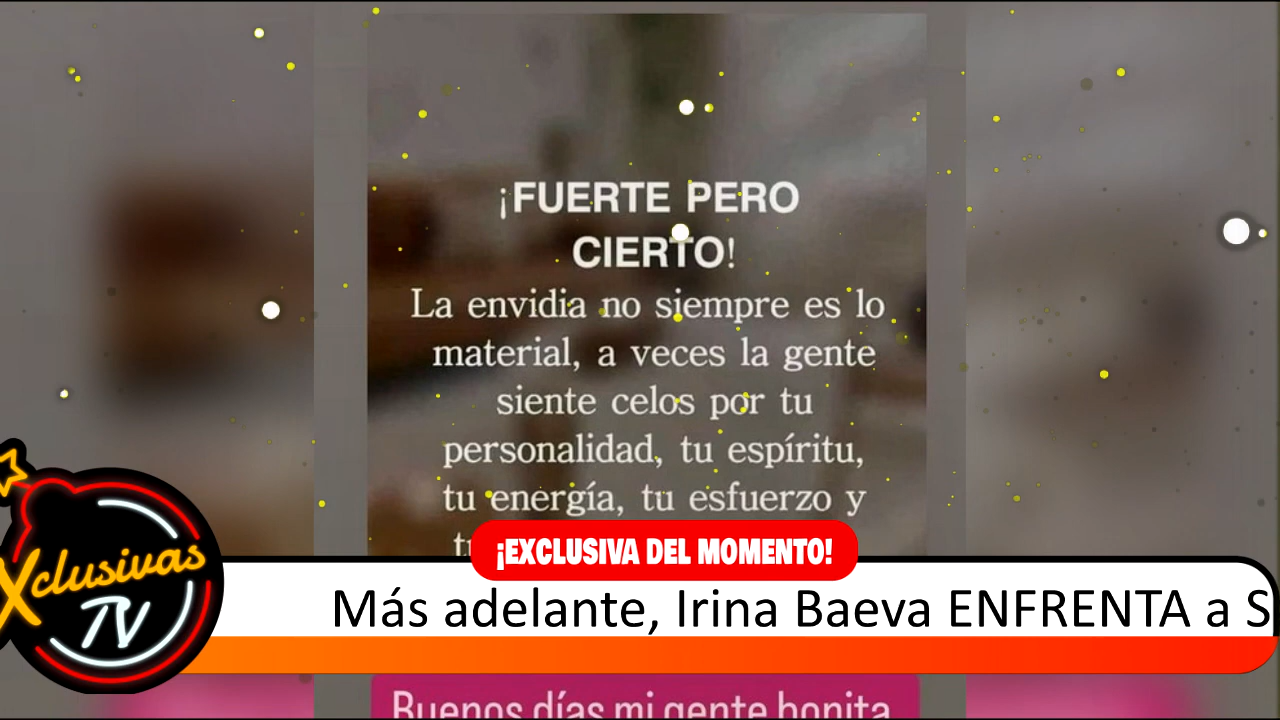 ¡FUERTE PERO
CIERTO!
La envidia no siempre es lo
material, a veces la gente
siente celos por tu
personalidad, tu espíritu,
tu energía, tu esfuerzo y
¡EXCLUSIVA DEL MOMENTO!
Xclusivas
TV
Más adelante, Irina Baeva ENFRENTA a S
Buenos días mi gente bonita